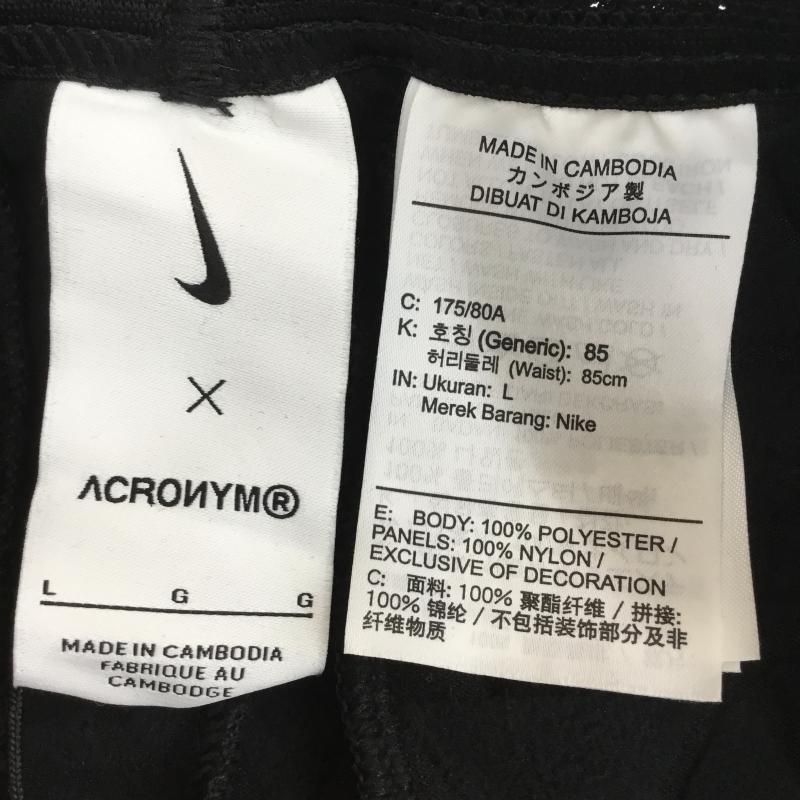 ×
ACRONYM®
L G G
MADE IN CAMBODIA
FABRIQUE AU
CAMBODGE
MADE IN CAMBODIA
カンボジア製
DIBUAT DI KAMBOJA
C: 175/80A
K: 호칭 (Generic): 85
허리둘레 (Waist): 85cm
IN: Ukuran: L
Merek Barang: Nike
E: BODY: 100% POLYESTER /
PANELS: 100% NYLON /
EXCLUSIVE OF DECORATION
C: 面料: 100% 聚酯纤维 / 拼接:
100% 锦纶 / 不包括装饰部分及非
纤维物质